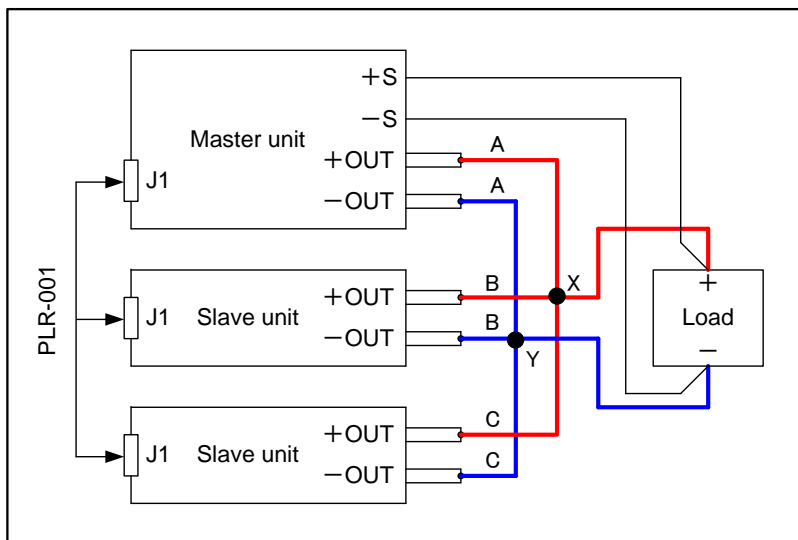 +S
−S
Master unit
A
+OUT
J1
A
−OUT
PLR-001
B
X
+OUT
J1
Slave unit
+
B
Load
−OUT
−
Y
C
+OUT
J1
Slave unit
C
−OUT